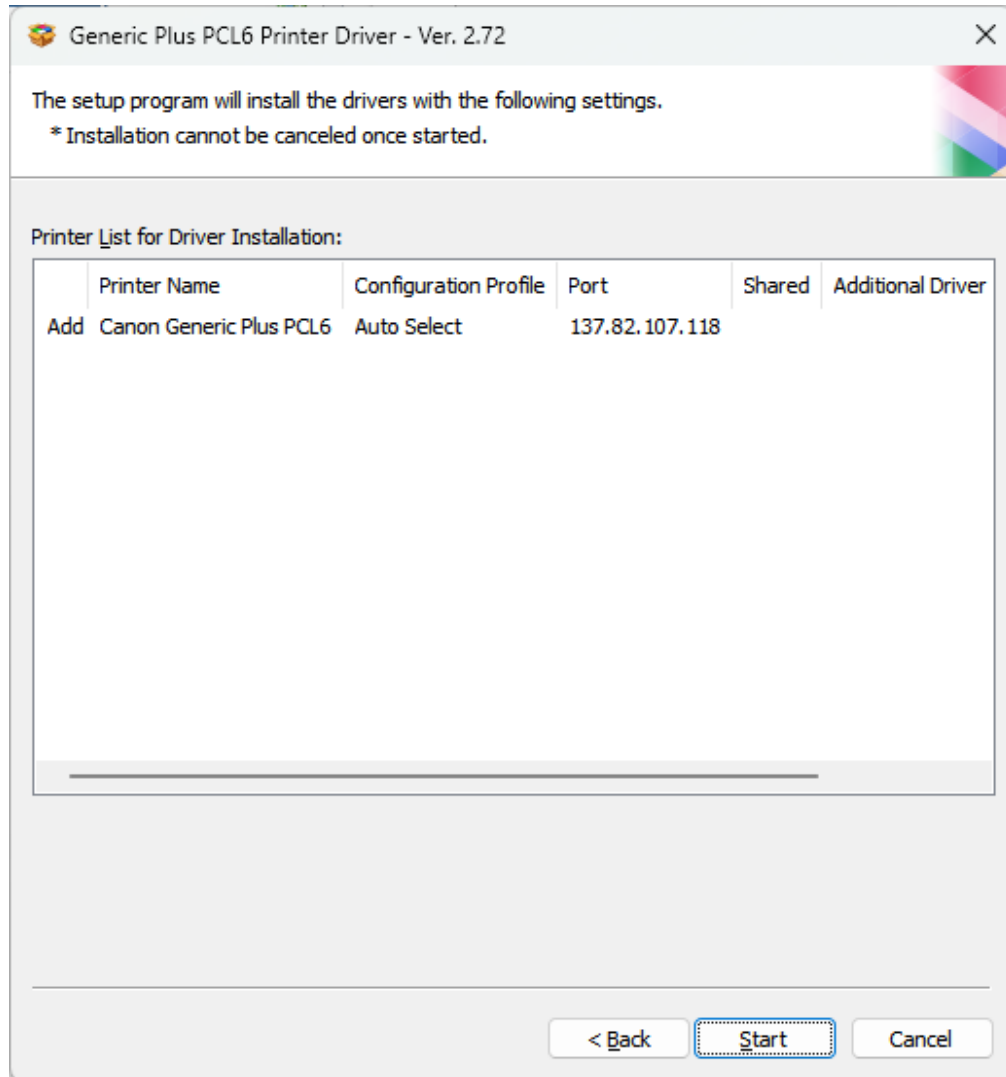 Generic Plus PCL6 Printer Driver - Ver. 2.72
The setup program will install the drivers with the following settings.
* Installation cannot be canceled once started.
Printer List for Driver Installation:
Printer Name Configuration Profile Port Shared Additional Driver
Add Canon Generic Plus PCL6 Auto Select 137.82.107.118
< Back Start Cancel